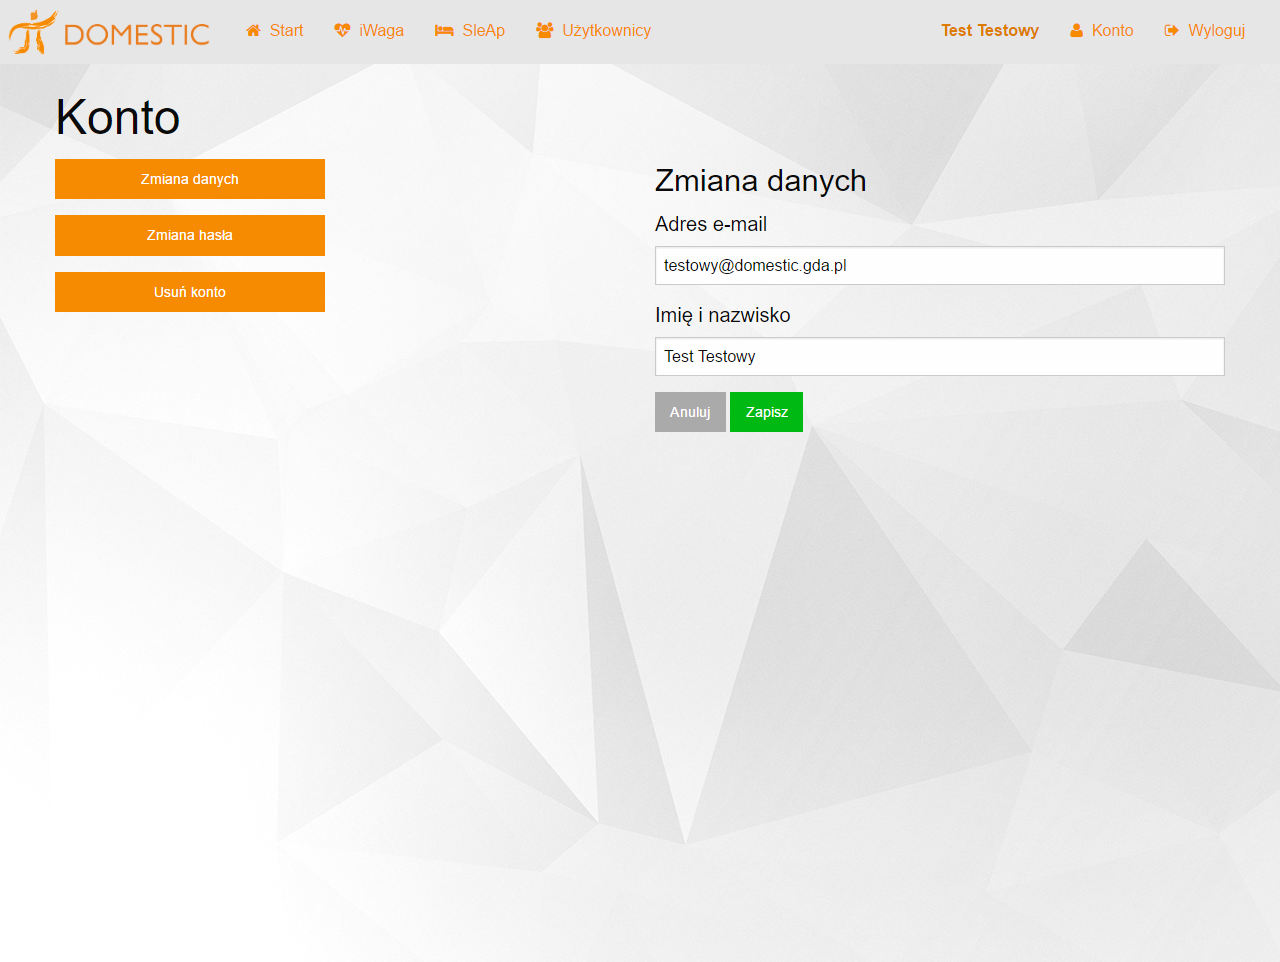 DOMESTIC Start iWaga SleAp Użytkownicy Test Testowy Konto Wyloguj
Konto
Zmiana danych
Zmiana hasła
Usuń konto
Zmiana danych
Adres e-mail
testowy@domestic.gda.pl
Imię i nazwisko
Test Testowy
Anuluj Zapisz